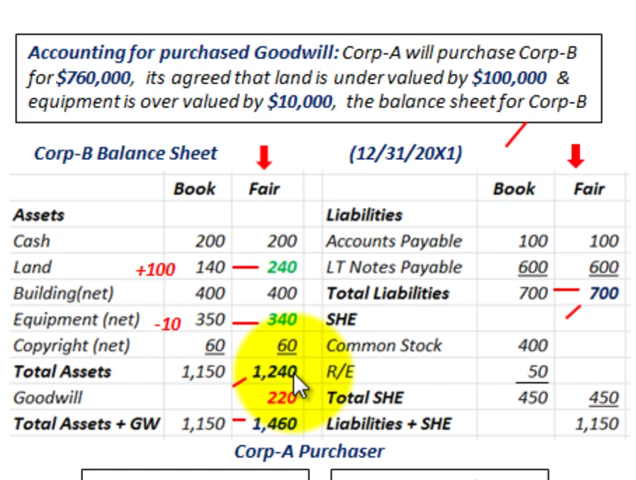 Accounting for purchased Goodwill: Corp-A will purchase Corp-B
for $760,000, its agreed that land is under valued by $100,000 &
equipment is over valued by $10,000, the balance sheet for Corp-B
Corp-B Balance Sheet (12/31/20X1)
Book Fair Book Fair
Assets Liabilities
Cash 200 200 Accounts Payable 100 100
Land +100 140 240 LT Notes Payable 600 600
Building(net) 400 400 Total Liabilities 700 700
Equipment (net) -10 350 340 SHE
Copyright (net) 60 60 Common Stock 400
Total Assets 1,150 1,240 R/E 50
Goodwill 220 Total SHE 450 450
Total Assets + GW 1,150 1,460 Liabilities + SHE 1,150
Corp-A Purchaser